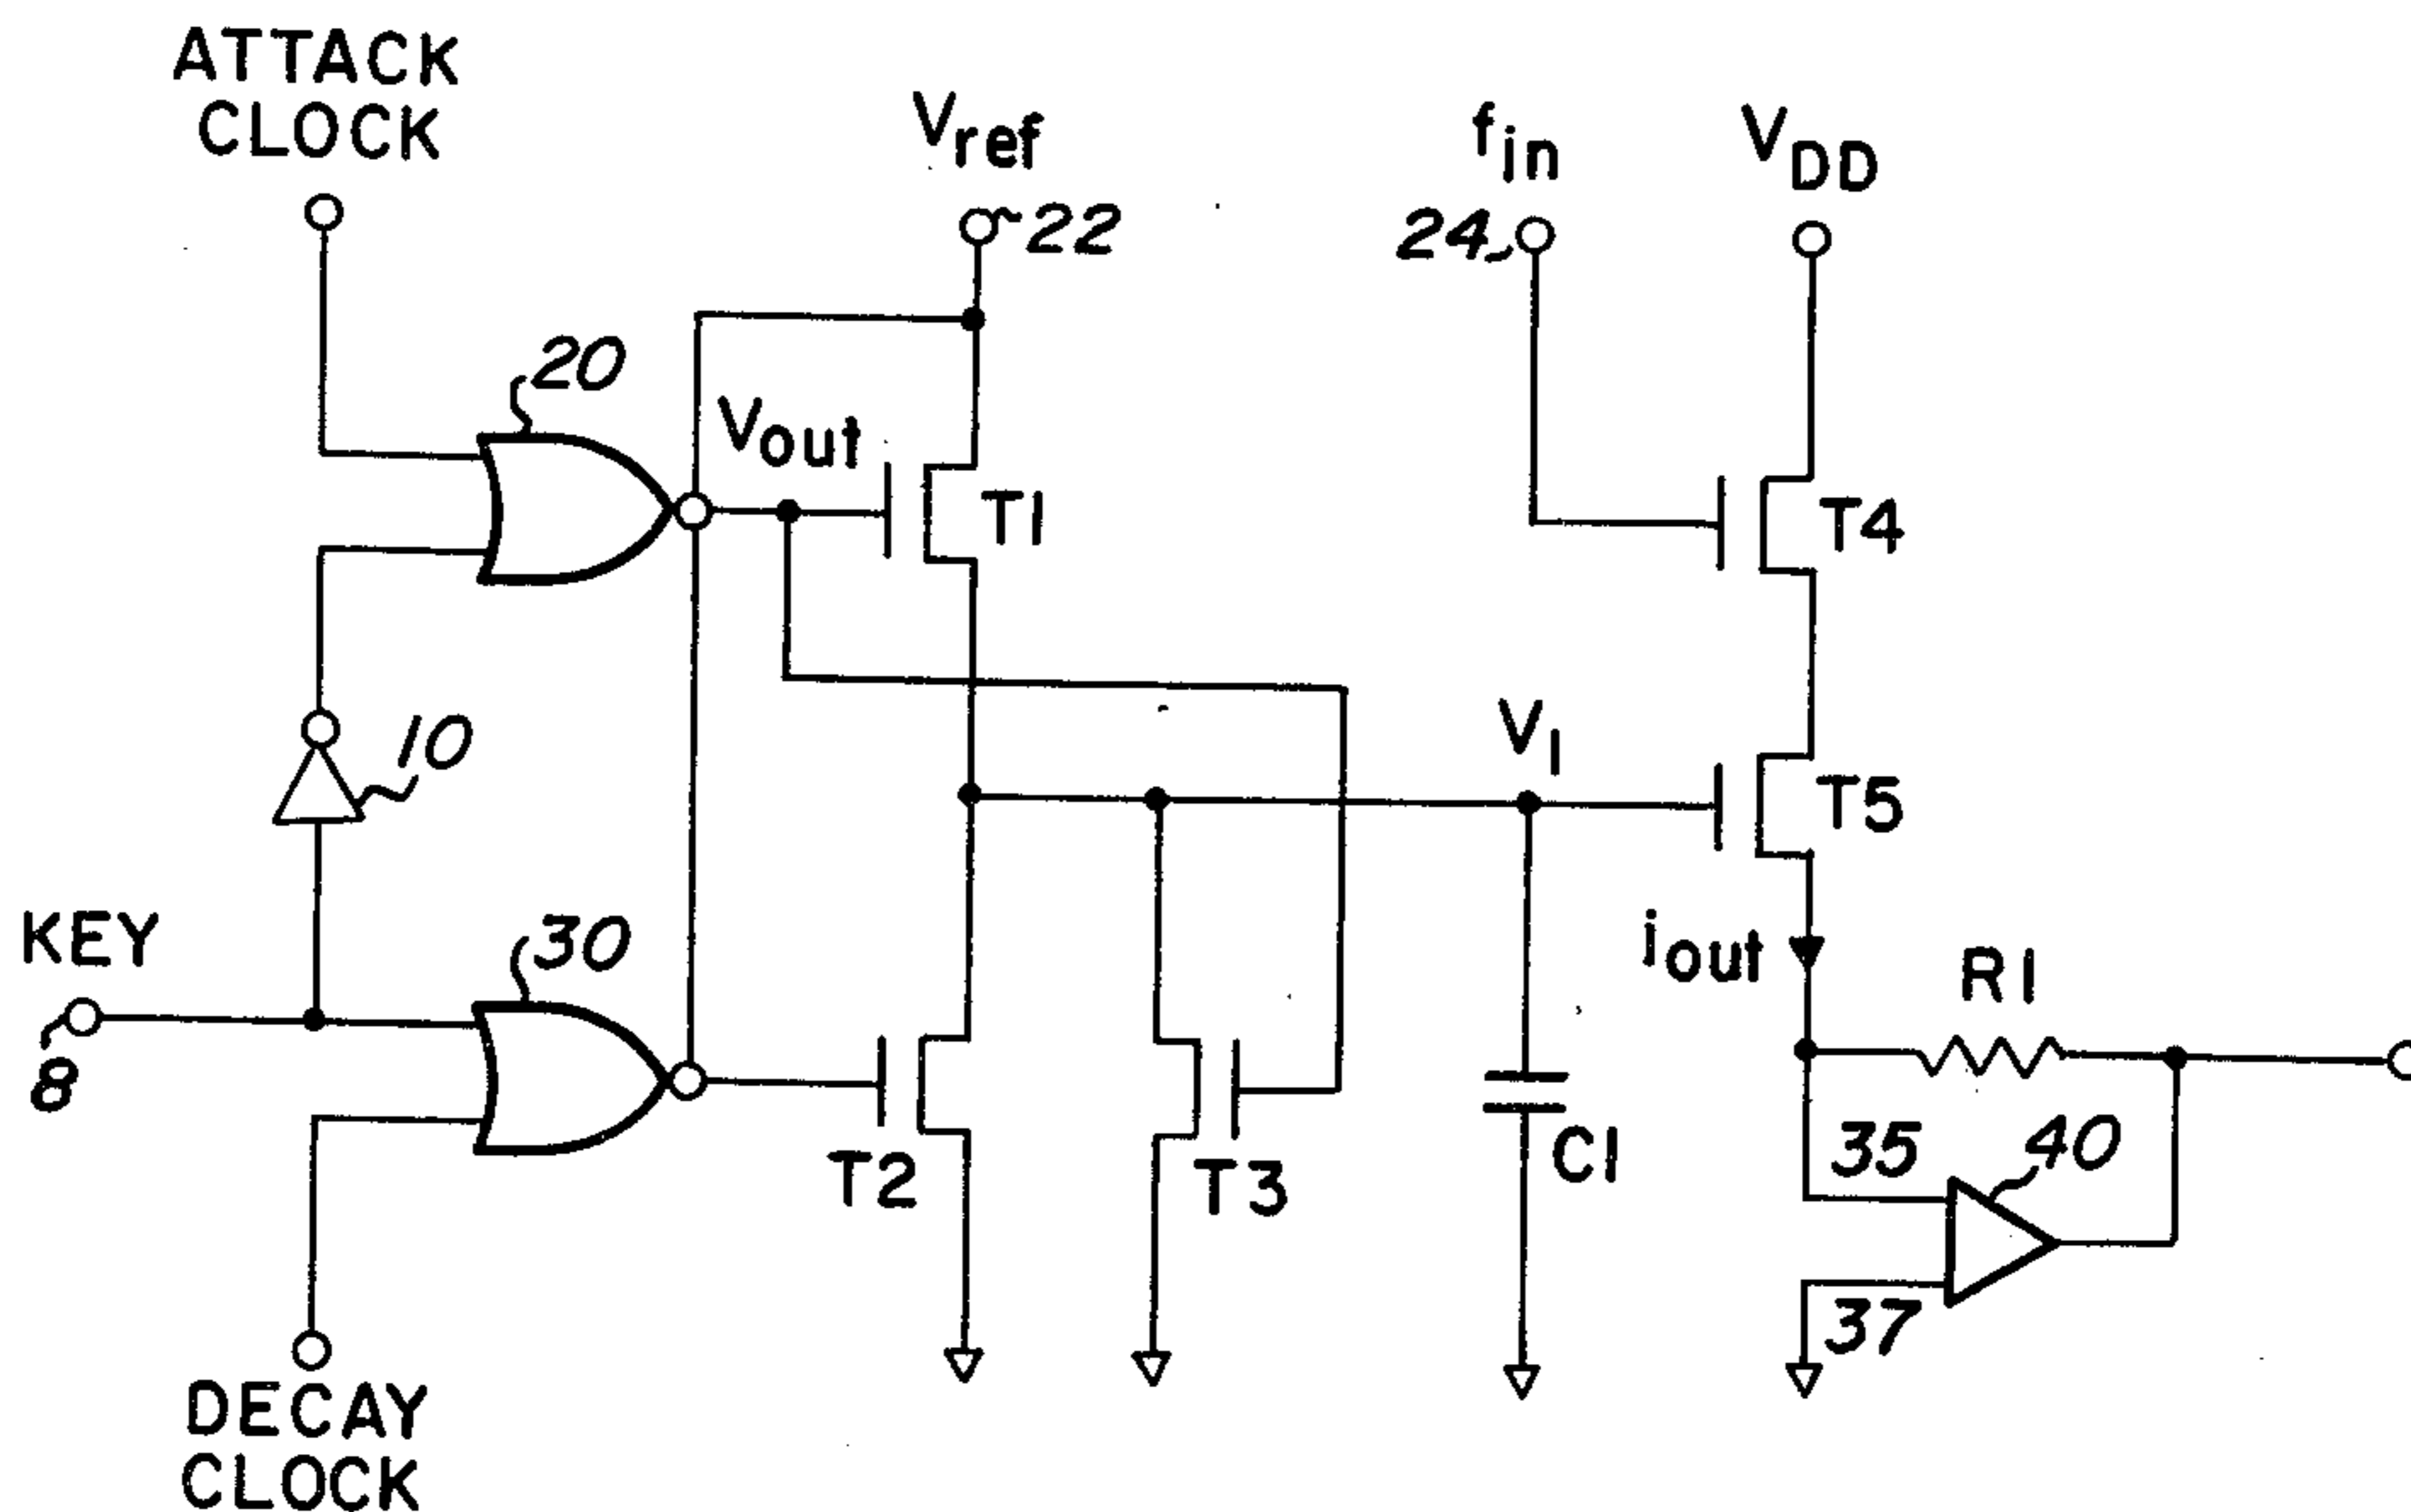 ATTACK
CLOCK
Vref
22
fin
24
VDD
20
Vout
T1
T4
10
V1
T5
KEY
8
30
iout
R1
35
40
T2
T3
C1
37
DECAY
CLOCK